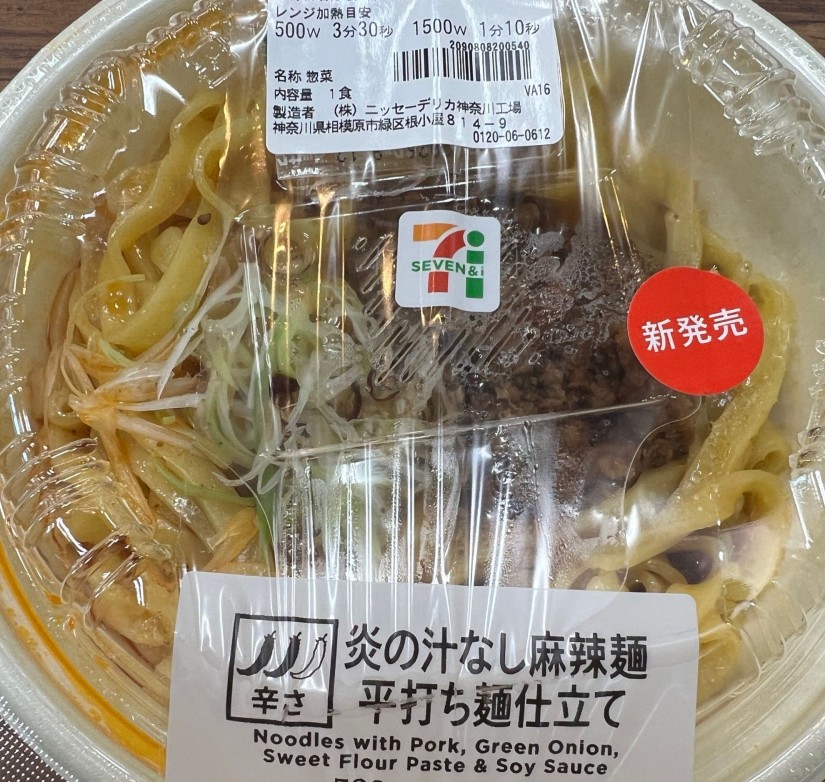 レンジ加熱目安
500W 3分30秒 1500W 1分10秒
2090808200540
名称 惣菜
内容量 1食 VA16
製造者 (株)ニッセーデリカ神奈川工場
神奈川県相模原市緑区根小屋814-9
0120-06-0612
7i
SEVEN&i
新発売
辛さ
炎の汁なし麻辣麺
平打ち麺仕立て
Noodles with Pork, Green Onion,
Sweet Flour Paste & Soy Sauce